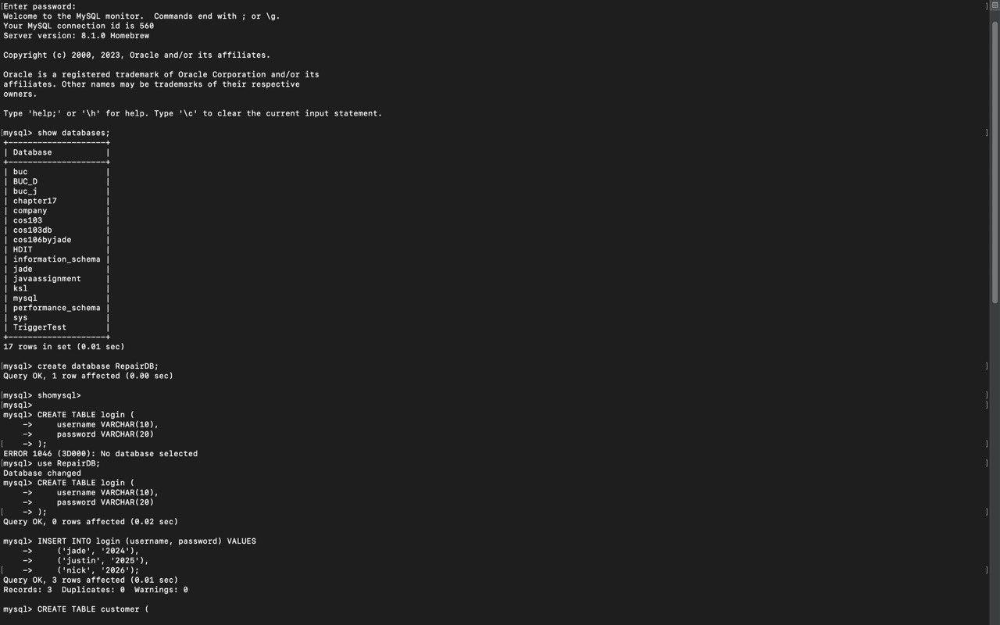 [Enter password: ]
Welcome to the MySQL monitor.  Commands end with ; or \g.
Your MySQL connection id is 560
Server version: 8.1.0 Homebrew
Copyright (c) 2000, 2023, Oracle and/or its affiliates.
Oracle is a registered trademark of Oracle Corporation and/or its
affiliates. Other names may be trademarks of their respective
owners.
Type 'help;' or '\h' for help. Type '\c' to clear the current input statement.
[mysql> show databases; ]
+--------------------+
| Database           |
+--------------------+
| buc                |
| BUC_D              |
| buc_j              |
| chapter17          |
| company            |
| cos103             |
| cos103db           |
| cos106byjade       |
| HDIT               |
| information_schema |
| jade               |
| javaassignment     |
| ksl                |
| mysql              |
| performance_schema |
| sys                |
| TriggerTest        |
+--------------------+
17 rows in set (0.01 sec)
[mysql> create database RepairDB; ]
Query OK, 1 row affected (0.00 sec)
[mysql> shomysql> ]
[mysql> ]
mysql> CREATE TABLE login (
    ->     username VARCHAR(10),
    ->     password VARCHAR(20)
[    -> ); ]
ERROR 1046 (3D000): No database selected
[mysql> use RepairDB; ]
Database changed
mysql> CREATE TABLE login (
    ->     username VARCHAR(10),
    ->     password VARCHAR(20)
[    -> ); ]
Query OK, 0 rows affected (0.02 sec)
mysql> INSERT INTO login (username, password) VALUES
    ->     ('jade', '2024'),
    ->     ('justin', '2025'),
[    ->     ('nick', '2026'); ]
Query OK, 3 rows affected (0.01 sec)
Records: 3  Duplicates: 0  Warnings: 0
mysql> CREATE TABLE customer (